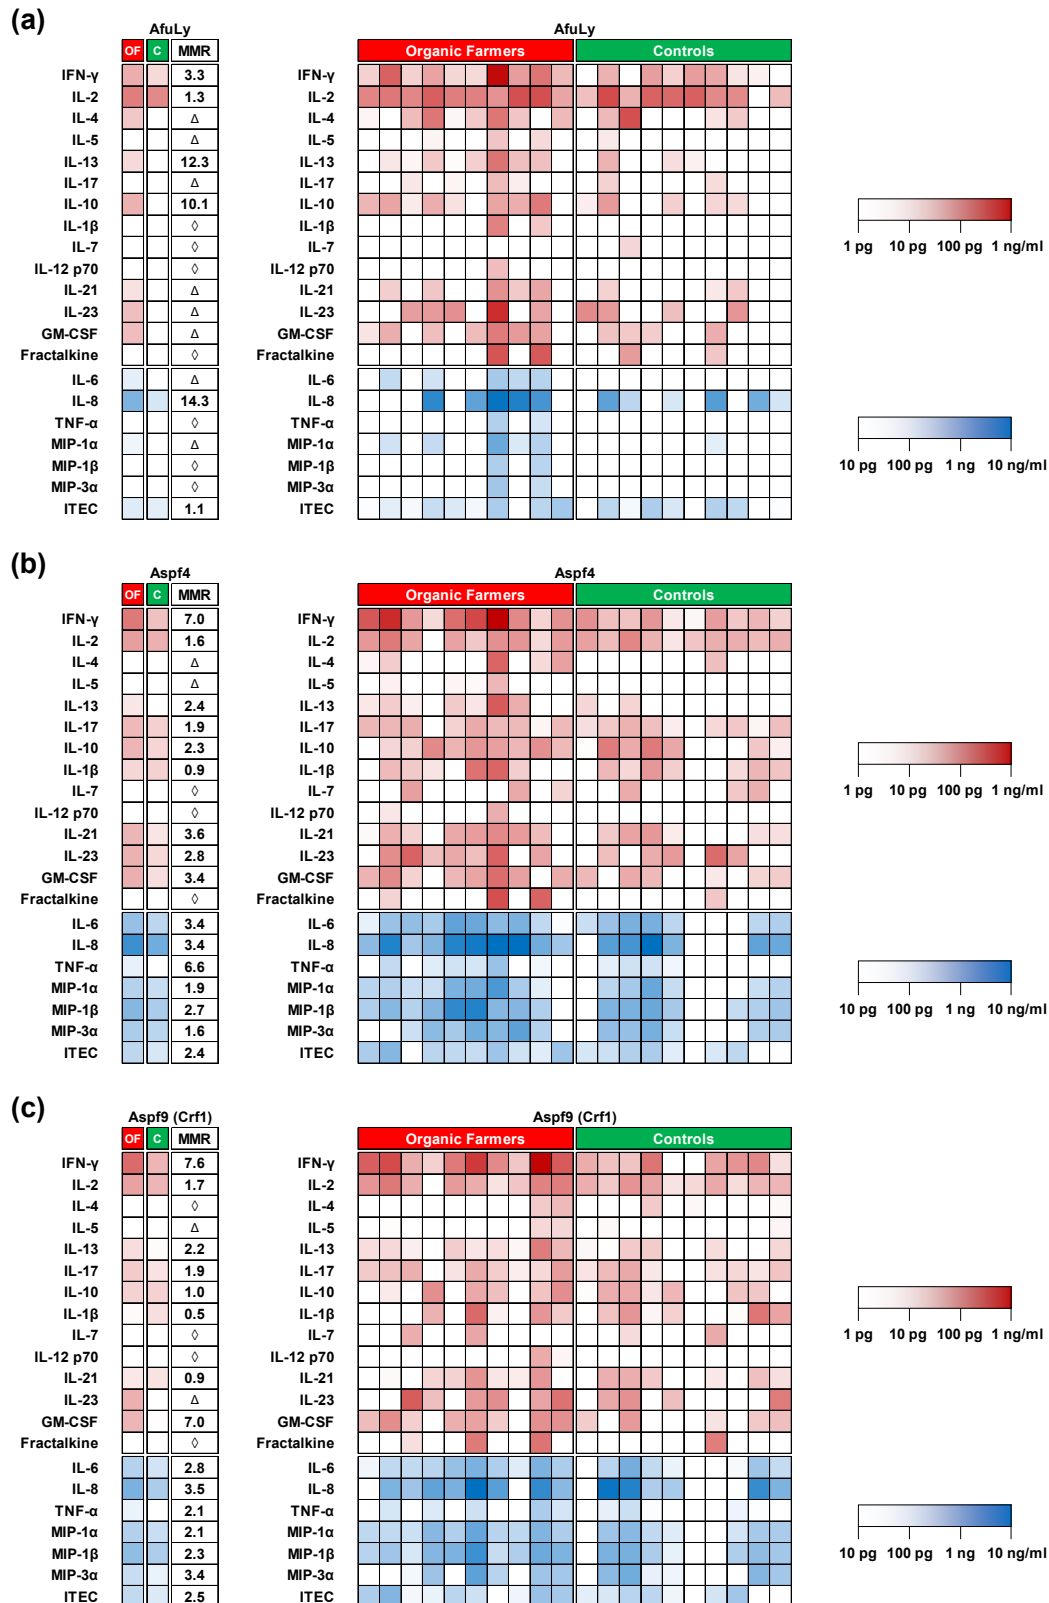 (a)
AfuLy
AfuLy
OF C MMR
Organic Farmers Controls
IFN-γ 3.3 IFN-γ
IL-2 1.3 IL-2
IL-4 Δ IL-4
IL-5 Δ IL-5
IL-13 12.3 IL-13
IL-17 Δ IL-17
IL-10 10.1 IL-10
IL-1β ◊ IL-1β
IL-7 ◊ IL-7
IL-12 p70 ◊ IL-12 p70
IL-21 Δ IL-21
IL-23 Δ IL-23
GM-CSF Δ GM-CSF
Fractalkine ◊ Fractalkine
IL-6 Δ IL-6
IL-8 14.3 IL-8
TNF-α ◊ TNF-α
MIP-1α Δ MIP-1α
MIP-1β ◊ MIP-1β
MIP-3α ◊ MIP-3α
ITEC 1.1 ITEC
1 pg 10 pg 100 pg 1 ng/ml
10 pg 100 pg 1 ng 10 ng/ml
(b)
Aspf4
Aspf4
OF C MMR
Organic Farmers Controls
IFN-γ 7.0 IFN-γ
IL-2 1.6 IL-2
IL-4 Δ IL-4
IL-5 Δ IL-5
IL-13 2.4 IL-13
IL-17 1.9 IL-17
IL-10 2.3 IL-10
IL-1β 0.9 IL-1β
IL-7 ◊ IL-7
IL-12 p70 ◊ IL-12 p70
IL-21 3.6 IL-21
IL-23 2.8 IL-23
GM-CSF 3.4 GM-CSF
Fractalkine ◊ Fractalkine
IL-6 3.4 IL-6
IL-8 3.4 IL-8
TNF-α 6.6 TNF-α
MIP-1α 1.9 MIP-1α
MIP-1β 2.7 MIP-1β
MIP-3α 1.6 MIP-3α
ITEC 2.4 ITEC
1 pg 10 pg 100 pg 1 ng/ml
10 pg 100 pg 1 ng 10 ng/ml
(c)
Aspf9 (Crf1)
Aspf9 (Crf1)
OF C MMR
Organic Farmers Controls
IFN-γ 7.6 IFN-γ
IL-2 1.7 IL-2
IL-4 ◊ IL-4
IL-5 Δ IL-5
IL-13 2.2 IL-13
IL-17 1.9 IL-17
IL-10 1.0 IL-10
IL-1β 0.5 IL-1β
IL-7 ◊ IL-7
IL-12 p70 ◊ IL-12 p70
IL-21 0.9 IL-21
IL-23 Δ IL-23
GM-CSF 7.0 GM-CSF
Fractalkine ◊ Fractalkine
IL-6 2.8 IL-6
IL-8 3.5 IL-8
TNF-α 2.1 TNF-α
MIP-1α 2.1 MIP-1α
MIP-1β 2.3 MIP-1β
MIP-3α 3.4 MIP-3α
ITEC 2.5 ITEC
1 pg 10 pg 100 pg 1 ng/ml
10 pg 100 pg 1 ng 10 ng/ml